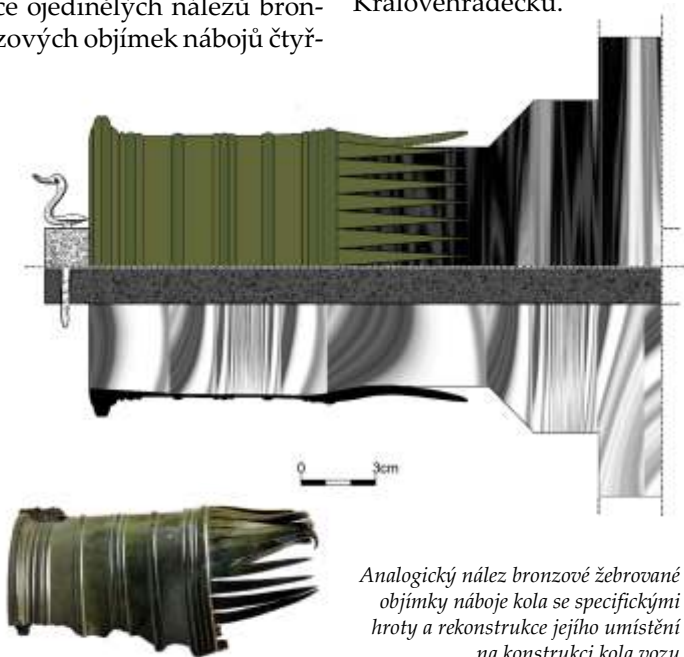 ce ojedinělých nálezů bron-
zových objímek nábojů čtyř-
Královéhradecku.
0 3cm
Analogický nález bronzové žebrované
objímky náboje kola se specifickými
hroty a rekonstrukce jejího umístění
na konstrukci kola vozu